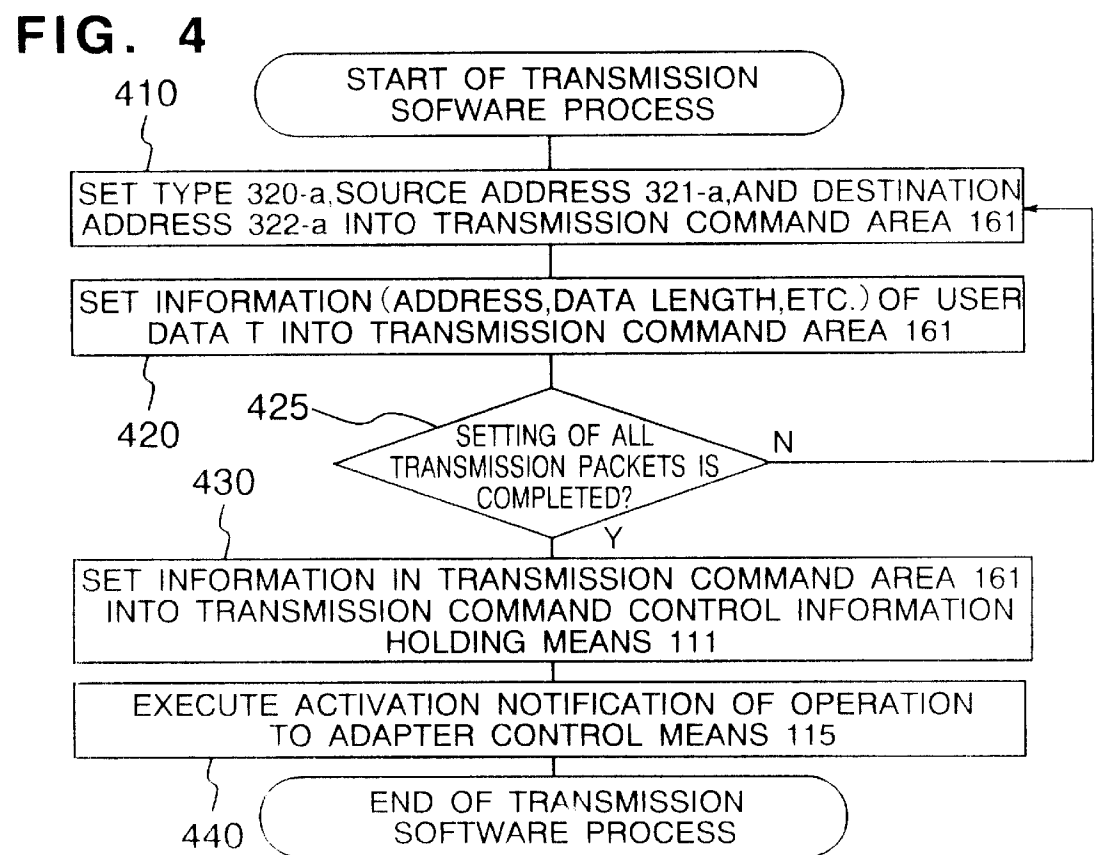 FIG. 4
START OF TRANSMISSION
SOFWARE PROCESS
410
SET TYPE 320-a,SOURCE ADDRESS 321-a,AND DESTINATION
ADDRESS 322-a INTO TRANSMISSION COMMAND AREA 161
SET INFORMATION (ADDRESS,DATA LENGTH,ETC.) OF USER
DATA T INTO TRANSMISSION COMMAND AREA 161
420
425
SETTING OF ALL
TRANSMISSION PACKETS IS
COMPLETED?
N
Y
430
SET INFORMATION IN TRANSMISSION COMMAND AREA 161
INTO TRANSMISSION COMMAND CONTROL INFORMATION
HOLDING MEANS 111
EXECUTE ACTIVATION NOTIFICATION OF OPERATION
TO ADAPTER CONTROL MEANS 115
440
END OF TRANSMISSION
SOFTWARE PROCESS